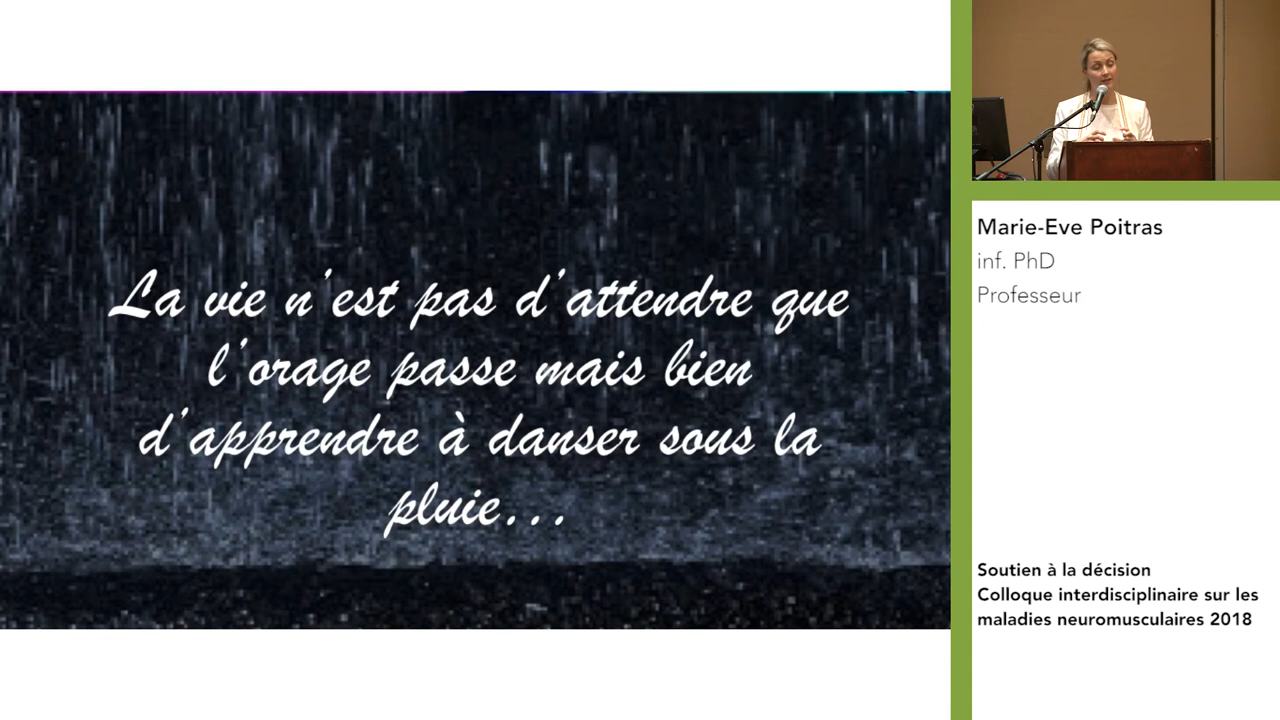 La vie n'est pas d'attendre que
l'orage passe mais bien
d'apprendre à danser sous la
pluie...
Marie-Eve Poitras
inf. PhD
Professeur
Soutien à la décision
Colloque interdisciplinaire sur les
maladies neuromusculaires 2018